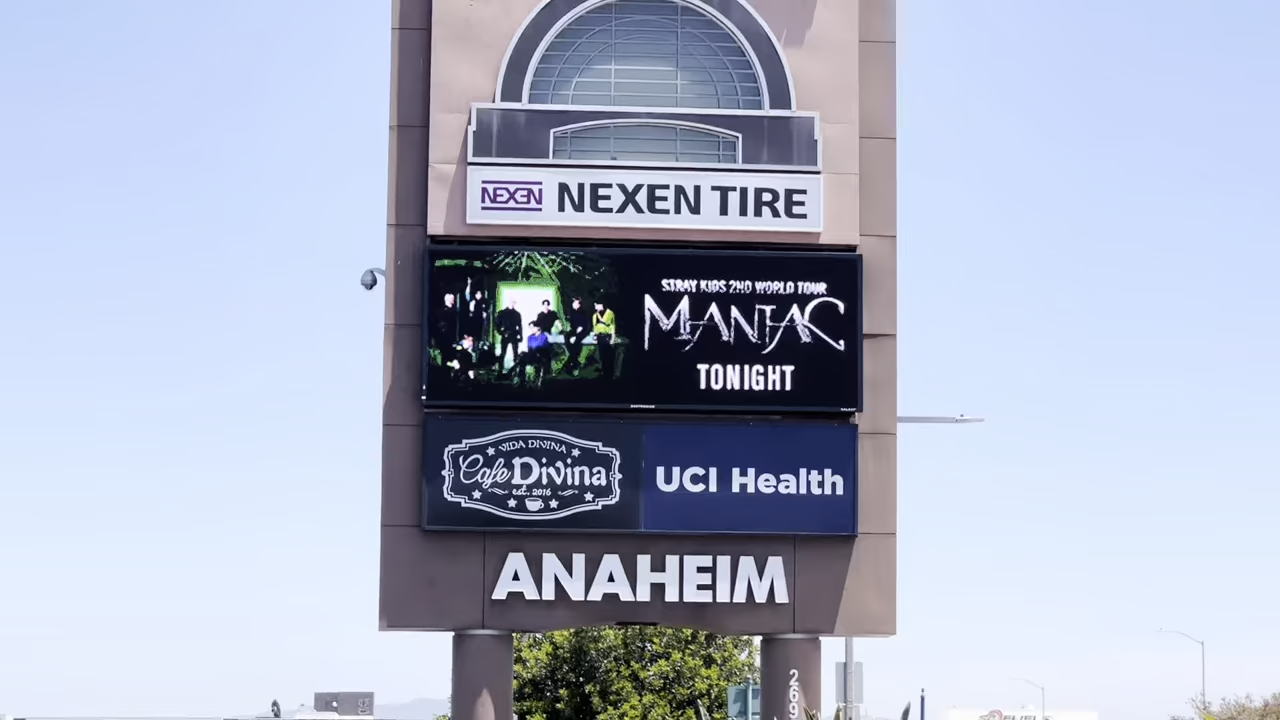 NEXEN
NEXEN TIRE
STRAY KIDS 2ND WORLD TOUR
MANIAC
TONIGHT
VIDA DIVINA
Cafe Divina
est. 2016
UCI Health
ANAHEIM
269